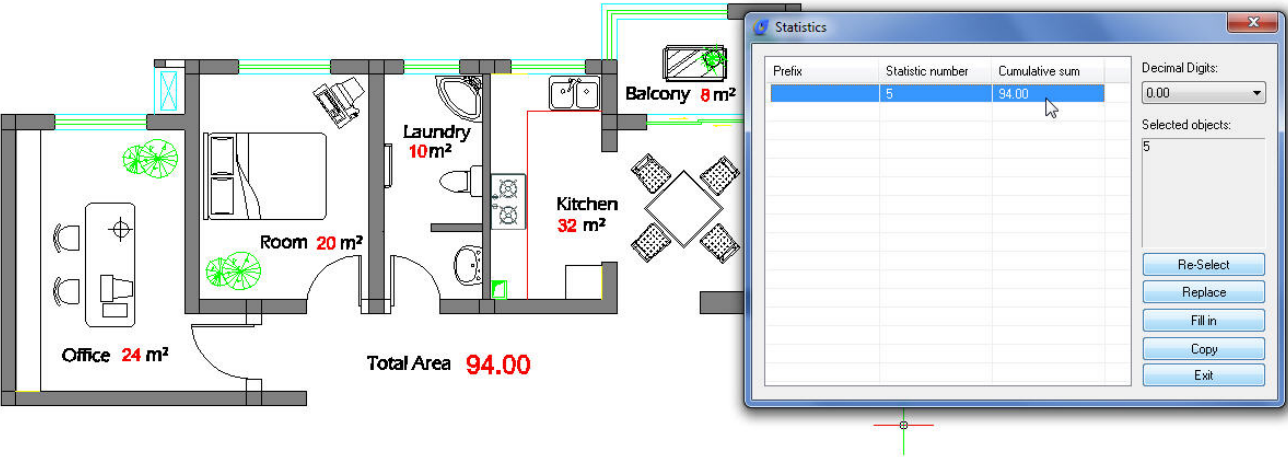 Balcony 8 m²
Laundry
10m²
Kitchen
32 m²
Room 20 m²
Office 24 m²
Total Area 94.00
Statistics
Prefix Statistic number Cumulative sum
5 94.00
Decimal Digits:
0.00
Selected objects:
5
Re-Select
Replace
Fill in
Copy
Exit